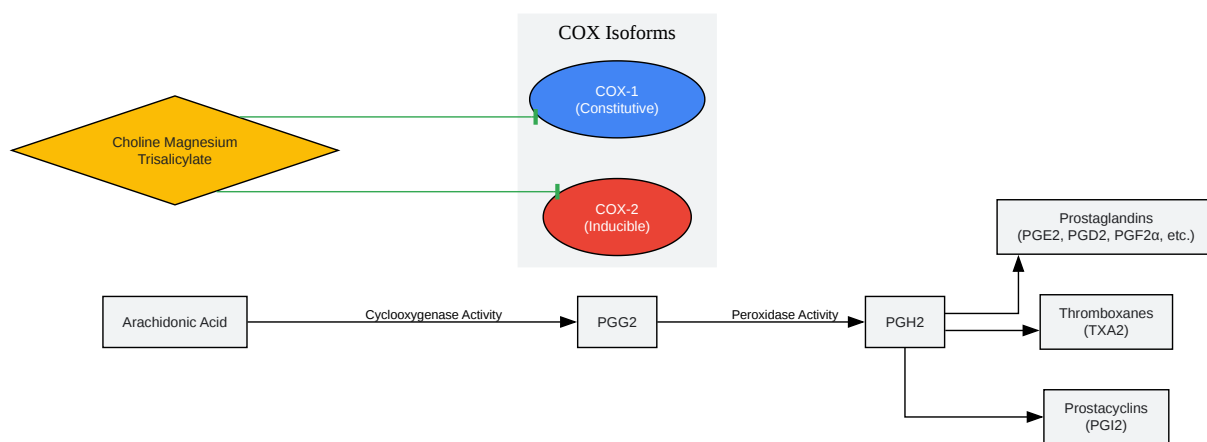 COX Isoforms
COX-1
(Constitutive)
Choline Magnesium
Trisalicylate
COX-2
(Inducible)
Prostaglandins
(PGE2, PGD2, PGF2α, etc.)
Arachidonic Acid
Cyclooxygenase Activity
PGG2
Peroxidase Activity
PGH2
Thromboxanes
(TXA2)
Prostacyclins
(PGI2)